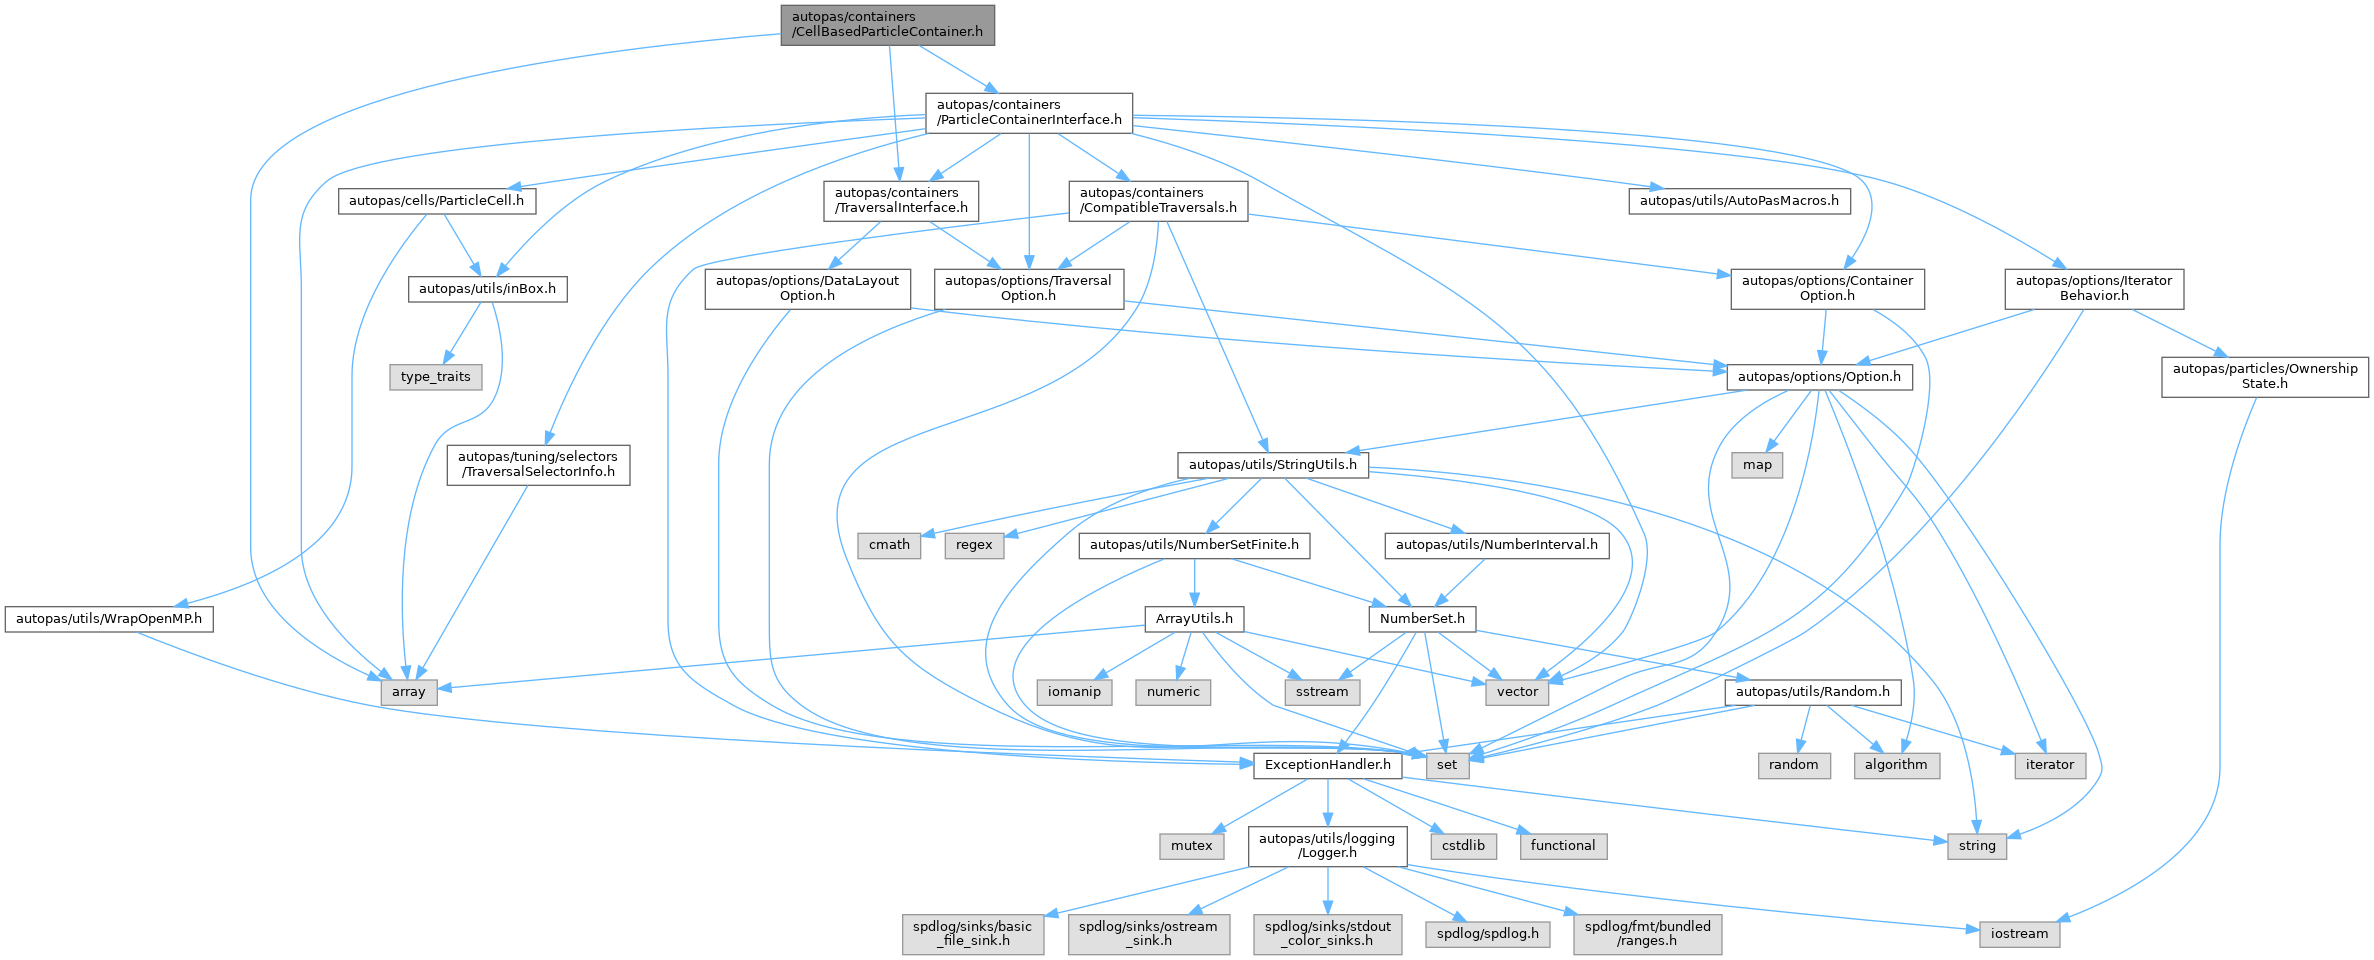 autopas/containers
/CellBasedParticleContainer.h
autopas/containers
/ParticleContainerInterface.h
autopas/cells/ParticleCell.h
autopas/containers
/TraversalInterface.h
autopas/containers
/CompatibleTraversals.h
autopas/utils/AutoPasMacros.h
autopas/utils/inBox.h
autopas/options/DataLayout
Option.h
autopas/options/Traversal
Option.h
autopas/options/Container
Option.h
autopas/options/Iterator
Behavior.h
type_traits
autopas/options/Option.h
autopas/particles/Ownership
State.h
autopas/tuning/selectors
/TraversalSelectorInfo.h
autopas/utils/StringUtils.h
map
cmath
regex
autopas/utils/NumberSetFinite.h
autopas/utils/NumberInterval.h
autopas/utils/WrapOpenMP.h
ArrayUtils.h
NumberSet.h
array
iomanip
numeric
sstream
vector
autopas/utils/Random.h
ExceptionHandler.h
set
random
algorithm
iterator
mutex
autopas/utils/logging
/Logger.h
cstdlib
functional
string
spdlog/sinks/basic
_file_sink.h
spdlog/sinks/ostream
_sink.h
spdlog/sinks/stdout
_color_sinks.h
spdlog/spdlog.h
spdlog/fmt/bundled
/ranges.h
iostream